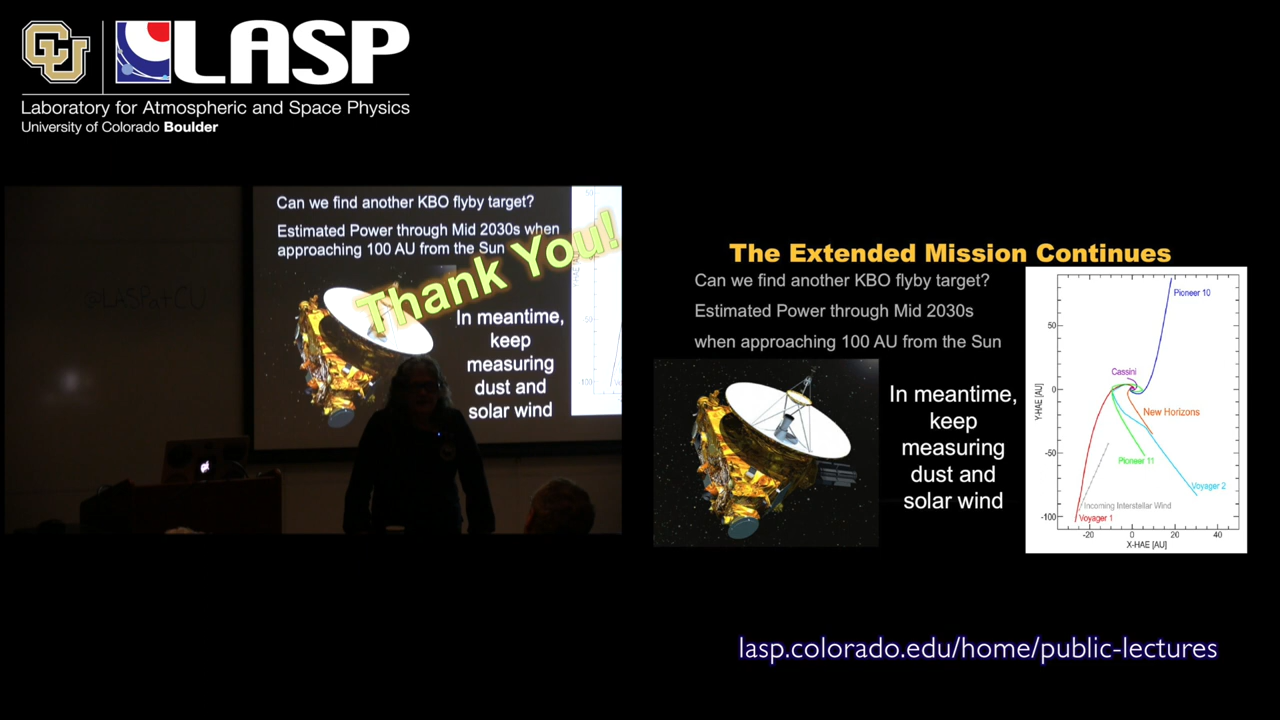 CU
LASP
Laboratory for Atmospheric and Space Physics
University of Colorado Boulder
Can we find another KBO flyby target?
Estimated Power through Mid 2030s when
approaching 100 AU from the Sun
Thank You!
In meantime,
keep
measuring
dust and
solar wind
@LASPatCU
50
-50
-100
The Extended Mission Continues
Can we find another KBO flyby target?
Estimated Power through Mid 2030s
when approaching 100 AU from the Sun
In meantime,
keep
measuring
dust and
solar wind
Pioneer 10
50
Cassini
0
Y-HAE [AU]
New Horizons
-50
Pioneer 11
Voyager 2
Incoming Interstellar Wind
-100
Voyager 1
-20 0 20 40
X-HAE [AU]
lasp.colorado.edu/home/public-lectures